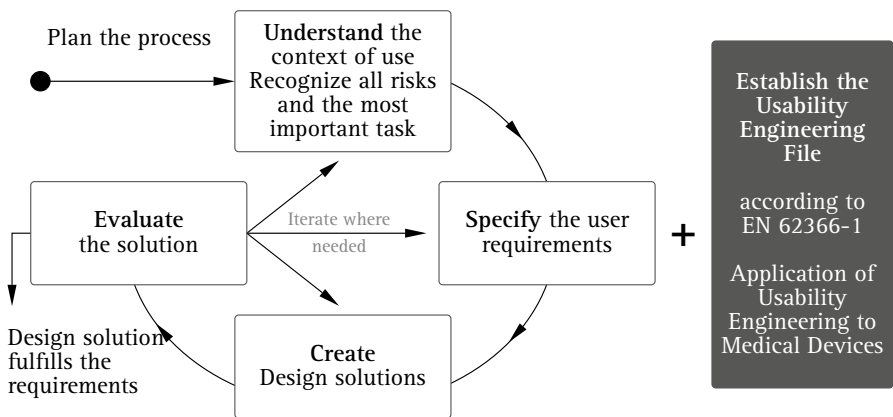 Plan the process
Understand the
context of use
Recognize all risks
and the most
important task
Evaluate
the solution
Iterate where
needed
Specify the user
requirements
+
Create
Design solutions
Design solution
fulfills the
requirements
Establish the
Usability
Engineering
File
according to
EN 62366-1
Application of
Usability
Engineering to
Medical Devices